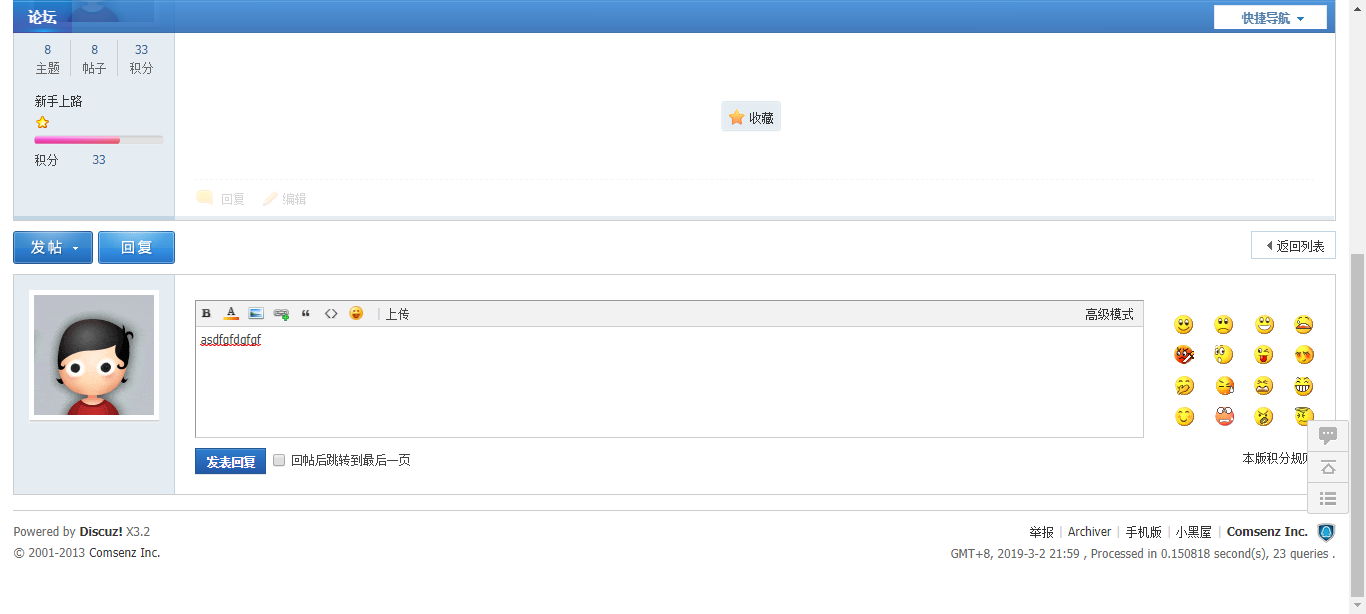 论坛
快捷导航
8 8 33
主题 帖子 积分
新手上路
收藏
积分 33
回复 编辑
发帖 回复
返回列表
B A “ <> 上传 高级模式
asdfgfdgfgf
发表回复 回帖后跳转到最后一页
本版积分规则
Powered by Discuz! X3.2
© 2001-2013 Comsenz Inc.
举报 | Archiver | 手机版 | 小黑屋 | Comsenz Inc.
GMT+8, 2019-3-2 21:59 , Processed in 0.150818 second(s), 23 queries .